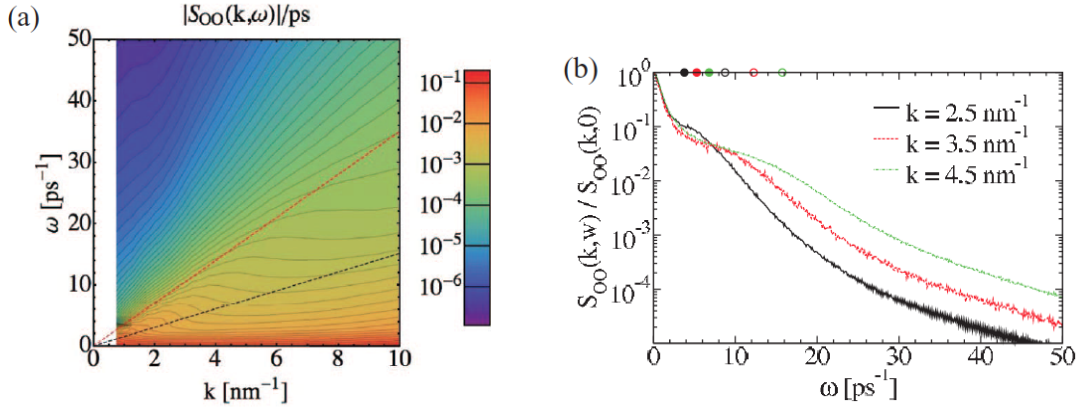 (a)
|S_OO(k,ω)|/ps
50
40
30
20
10
0
0 2 4 6 8 10
ω [ps⁻¹]
k [nm⁻¹]
10⁻¹
10⁻²
10⁻³
10⁻⁴
10⁻⁵
10⁻⁶
(b)
10⁰
10⁻¹
10⁻²
10⁻³
10⁻⁴
S_OO(k,w) / S_OO(k,0)
k = 2.5 nm⁻¹
k = 3.5 nm⁻¹
k = 4.5 nm⁻¹
0 10 20 30 40 50
ω [ps⁻¹]